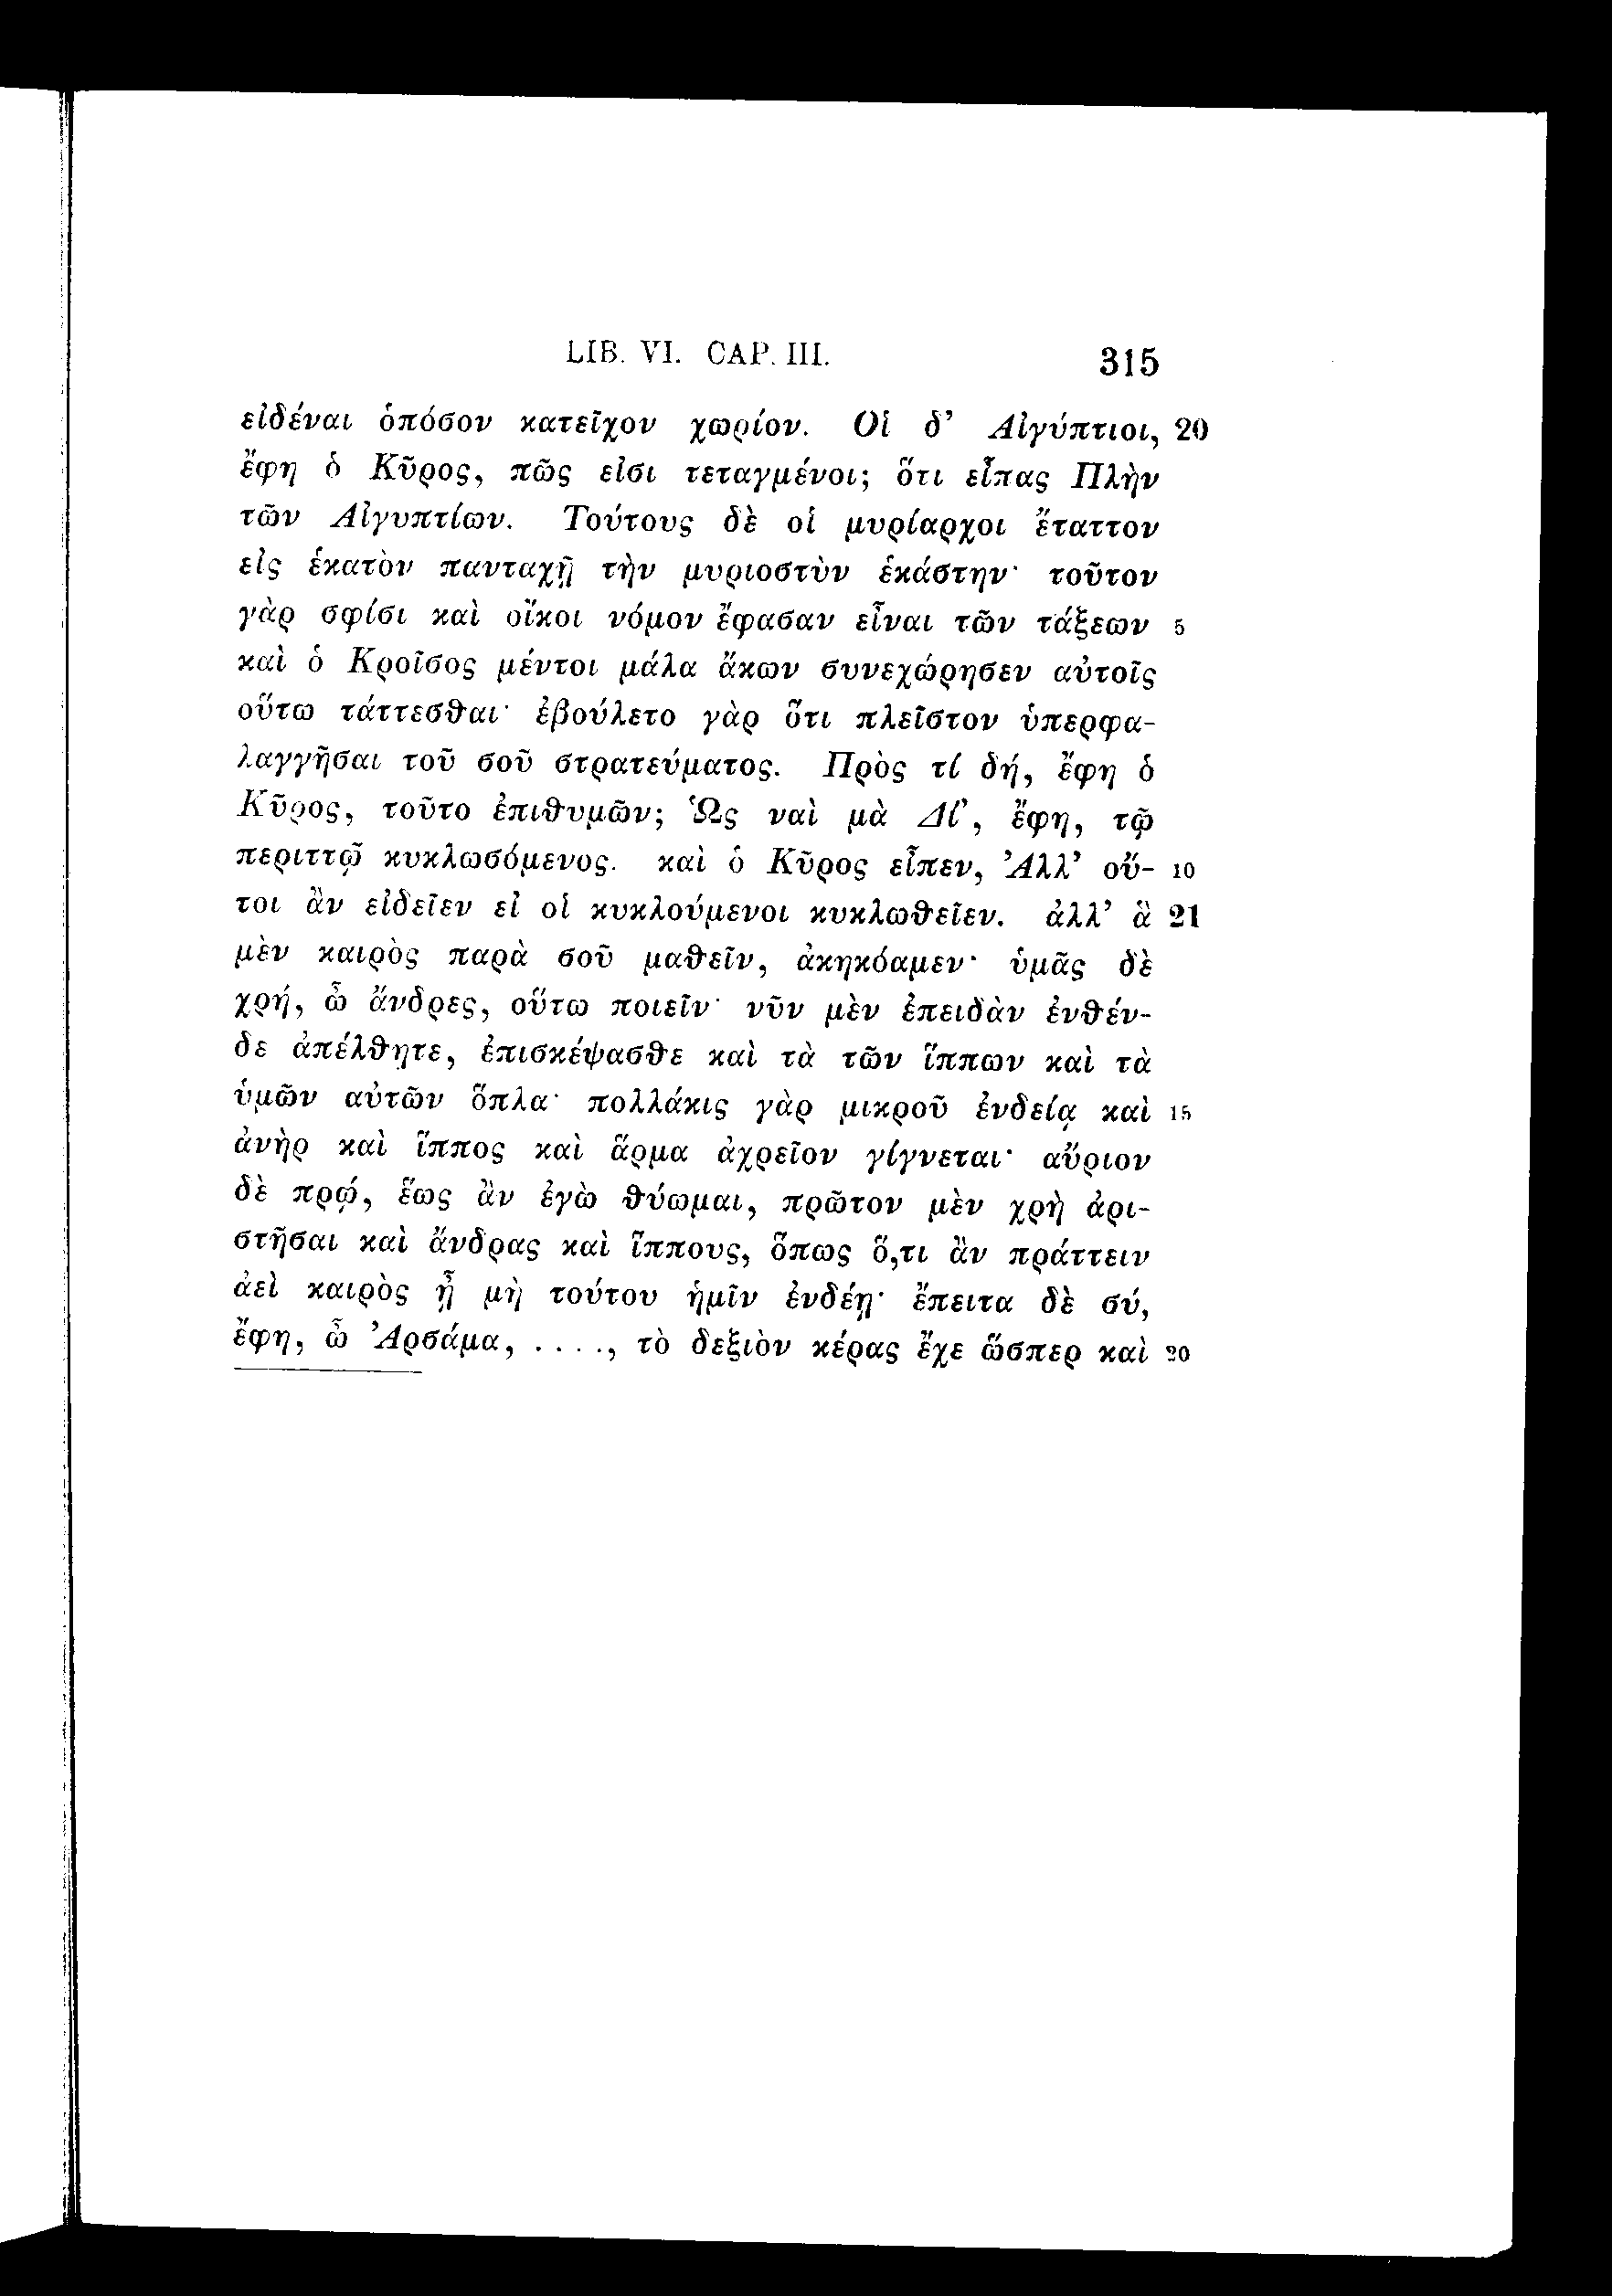 LIB. VI. CAP. III. 315
εἰδέναι ὁπόσον κατεῖχον χωρίον. Οἱ δ’ Αἰγύπτιοι, 20
ἔφη ὁ Κῦρος, πῶς εἰσι τεταγμένοι; ὅτι εἶπας Πλὴν
τῶν Αἰγυπτίων. Τούτους δὲ οἱ μυρίαρχοι ἔταττον
εἰς ἑκατὸν πανταχῇ τὴν μυριοστὺν ἑκάστην· τοῦτον
γὰρ σφίσι καὶ οἴκοι νόμον ἔφασαν εἶναι τῶν τάξεων 5
καὶ ὁ Κροῖσος μέντοι μάλα ἄκων συνεχώρησεν αὐτοῖς
οὕτω τάττεσθαι· ἐβούλετο γὰρ ὅτι πλεῖστον ὑπερφα-
λαγγῆσαι τοῦ σοῦ στρατεύματος. Πρὸς τί δή, ἔφη ὁ
Κῦρος, τοῦτο ἐπιθυμῶν; Ὡς ναὶ μὰ Δί’, ἔφη, τῷ
περιττῷ κυκλωσόμενος. καὶ ὁ Κῦρος εἶπεν, Ἀλλ’ οὔ- 10
τοι ἂν εἰδεῖεν εἰ οἱ κυκλούμενοι κυκλωθεῖεν. ἀλλ’ ἃ 21
μὲν καιρὸς παρὰ σοῦ μαθεῖν, ἀκηκόαμεν· ὑμᾶς δὲ
χρή, ὦ ἄνδρες, οὕτω ποιεῖν· νῦν μὲν ἐπειδὰν ἐνθέν-
δε ἀπέλθητε, ἐπισκέψασθε καὶ τὰ τῶν ἵππων καὶ τὰ
ὑμῶν αὐτῶν ὅπλα· πολλάκις γὰρ μικροῦ ἐνδείᾳ καὶ 15
ἀνὴρ καὶ ἵππος καὶ ἅρμα ἀχρεῖον γίγνεται· αὔριον
δὲ πρῴ, ἕως ἂν ἐγὼ θύωμαι, πρῶτον μὲν χρὴ ἀρι-
στῆσαι καὶ ἄνδρας καὶ ἵππους, ὅπως ὅ,τι ἂν πράττειν
ἀεὶ καιρὸς ᾖ μὴ τούτου ἡμῖν ἐνδέῃ· ἔπειτα δὲ σύ,
ἔφη, ὦ Ἀρσάμα, . . . ., τὸ δεξιὸν κέρας ἔχε ὥσπερ καὶ 20